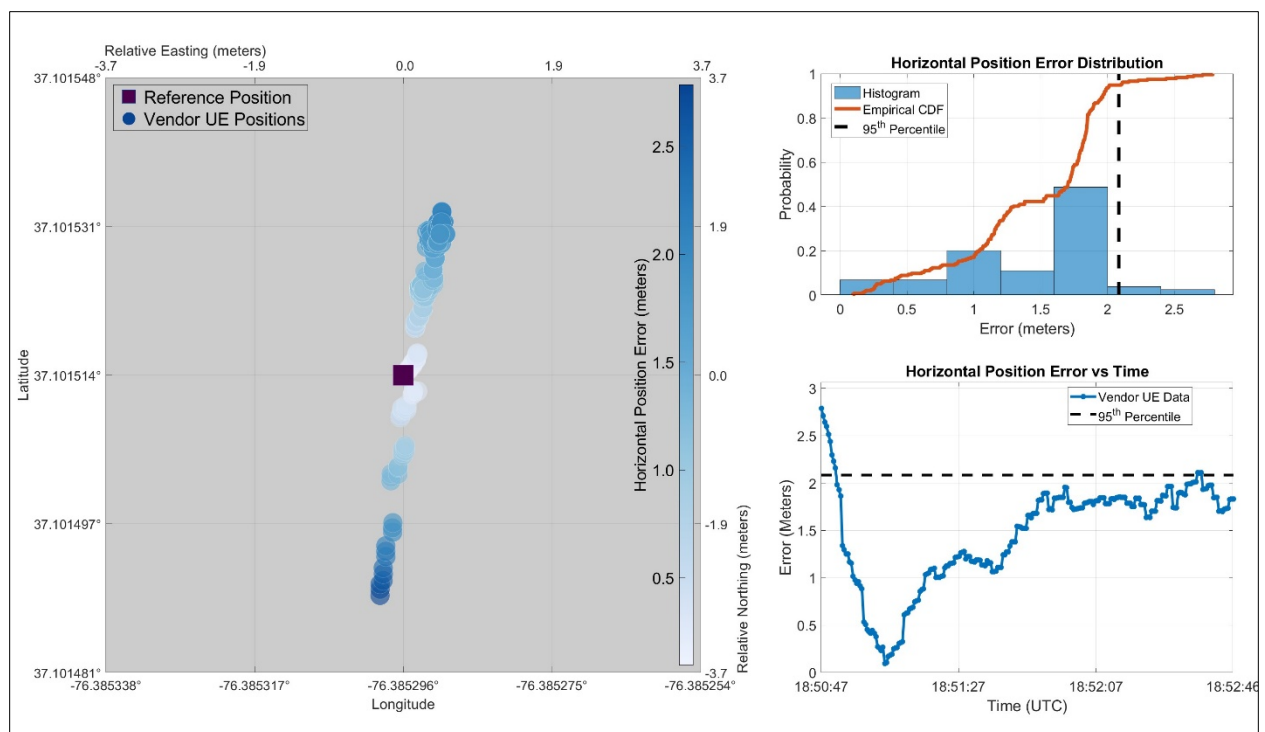 Relative Easting (meters)
-3.7 -1.9 0.0 1.9 3.7
37.101548°
37.101531°
37.101514°
37.101497°
37.101481°
Latitude
Reference Position
Vendor UE Positions
Horizontal Position Error (meters)
2.5
2.0
1.5
1.0
0.5
3.7
1.9
0.0
-1.9
-3.7
Relative Northing (meters)
-76.385338° -76.385317° -76.385296° -76.385275° -76.385254°
Longitude
Horizontal Position Error Distribution
Histogram
Empirical CDF
95th Percentile
Probability
1
0.8
0.6
0.4
0.2
0
0 0.5 1 1.5 2 2.5
Error (meters)
Horizontal Position Error vs Time
Vendor UE Data
95th Percentile
Error (Meters)
3
2.5
2
1.5
1
0.5
0
18:50:47 18:51:27 18:52:07 18:52:46
Time (UTC)